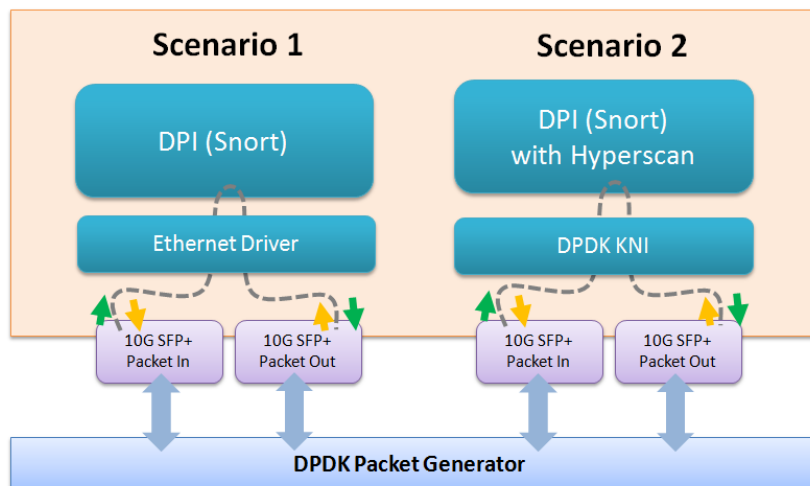 Scenario 1
Scenario 2
DPI (Snort)
DPI (Snort)
with Hyperscan
Ethernet Driver
DPDK KNI
10G SFP+
Packet In
10G SFP+
Packet Out
10G SFP+
Packet In
10G SFP+
Packet Out
DPDK Packet Generator